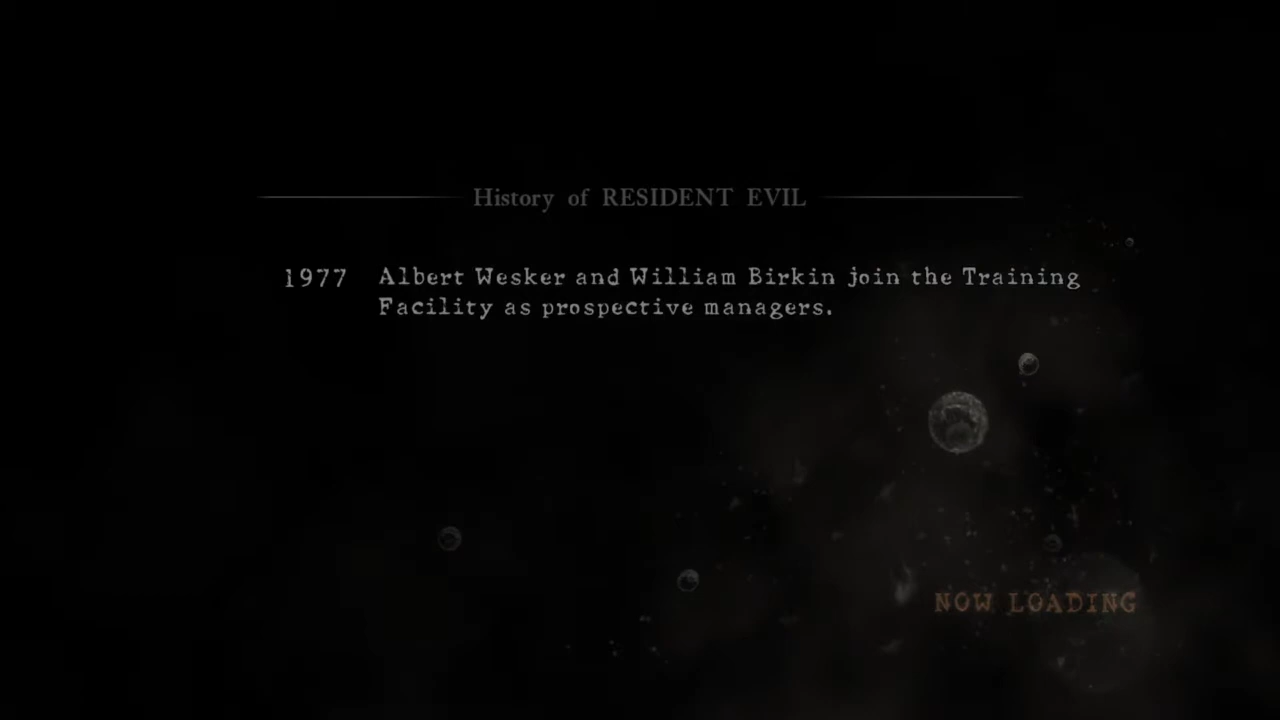 History of RESIDENT EVIL
1977 Albert Wesker and William Birkin join the Training
Facility as prospective managers.
NOW LOADING